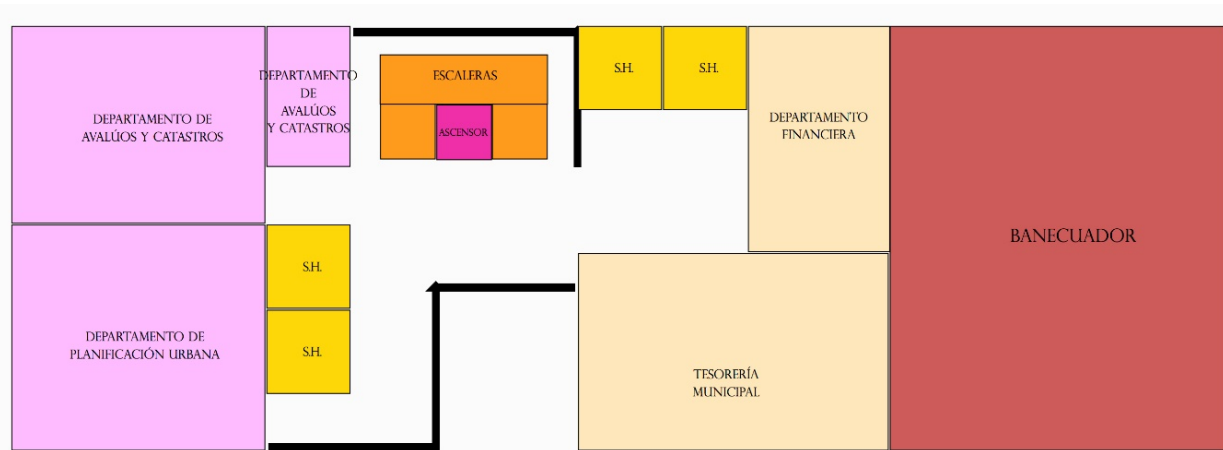 DEPARTAMENTO DE
AVALÚOS Y CATASTROS
DEPARTAMENTO
DE
AVALÚOS
Y CATASTROS
ESCALERAS
ASCENSOR
S.H.
S.H.
DEPARTAMENTO
FINANCIERA
BANECUADOR
S.H.
S.H.
DEPARTAMENTO DE
PLANIFICACIÓN URBANA
TESORERÍA
MUNICIPAL